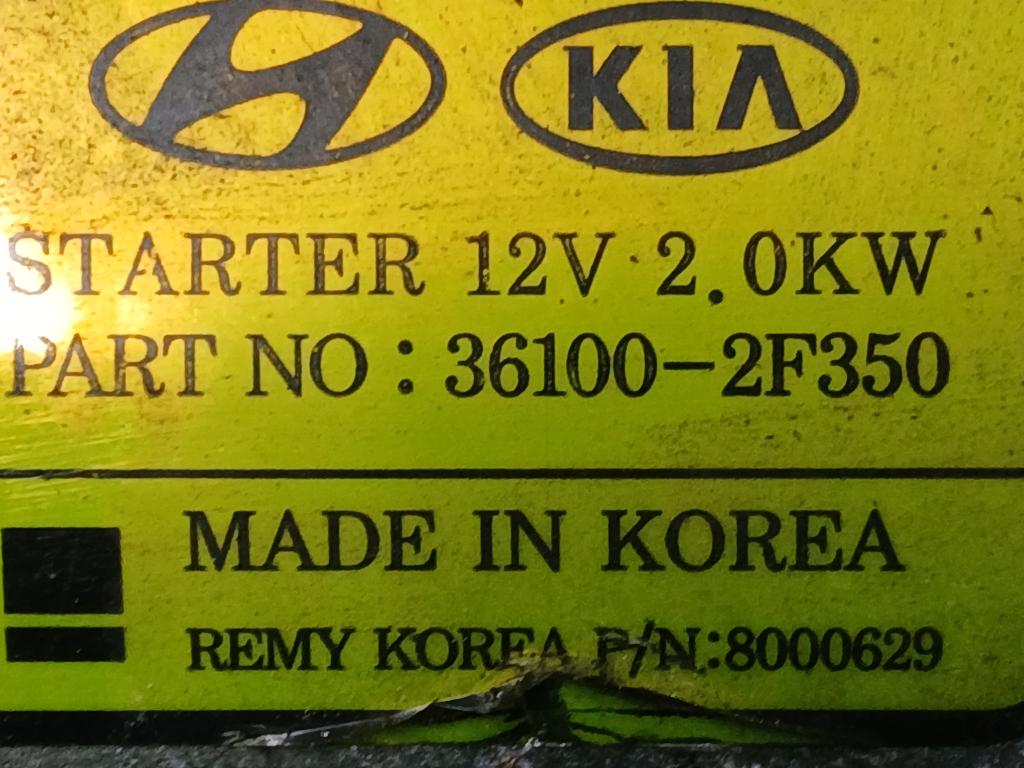 KIA
STARTER 12V 2.0KW
PART NO : 36100-2F350
MADE IN KOREA
REMY KOREA P/N:8000629